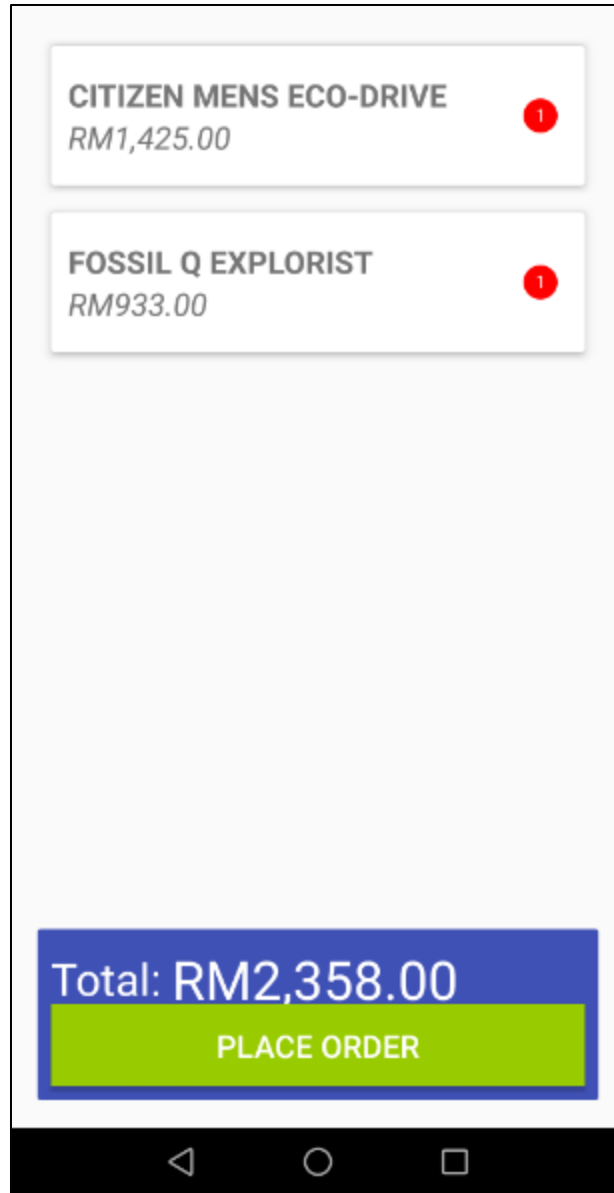 CITIZEN MENS ECO-DRIVE
RM1,425.00
1
FOSSIL Q EXPLORIST
RM933.00
1
Total: RM2,358.00
PLACE ORDER